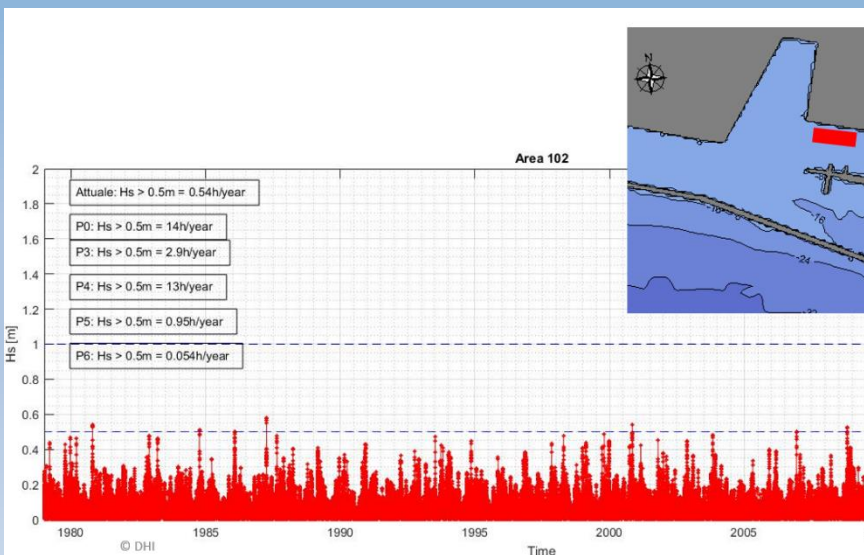 N
Area 102
2
1.8
1.6
1.4
1.2
1
0.8
0.6
0.4
0.2
0
Hs [m]
Attuale: Hs > 0.5m = 0.54h/year
P0: Hs > 0.5m = 14h/year
P3: Hs > 0.5m = 2.9h/year
P4: Hs > 0.5m = 13h/year
P5: Hs > 0.5m = 0.95h/year
P6: Hs > 0.5m = 0.054h/year
-16
-24
1980
1985
1990
1995
2000
2005
© DHI
Time